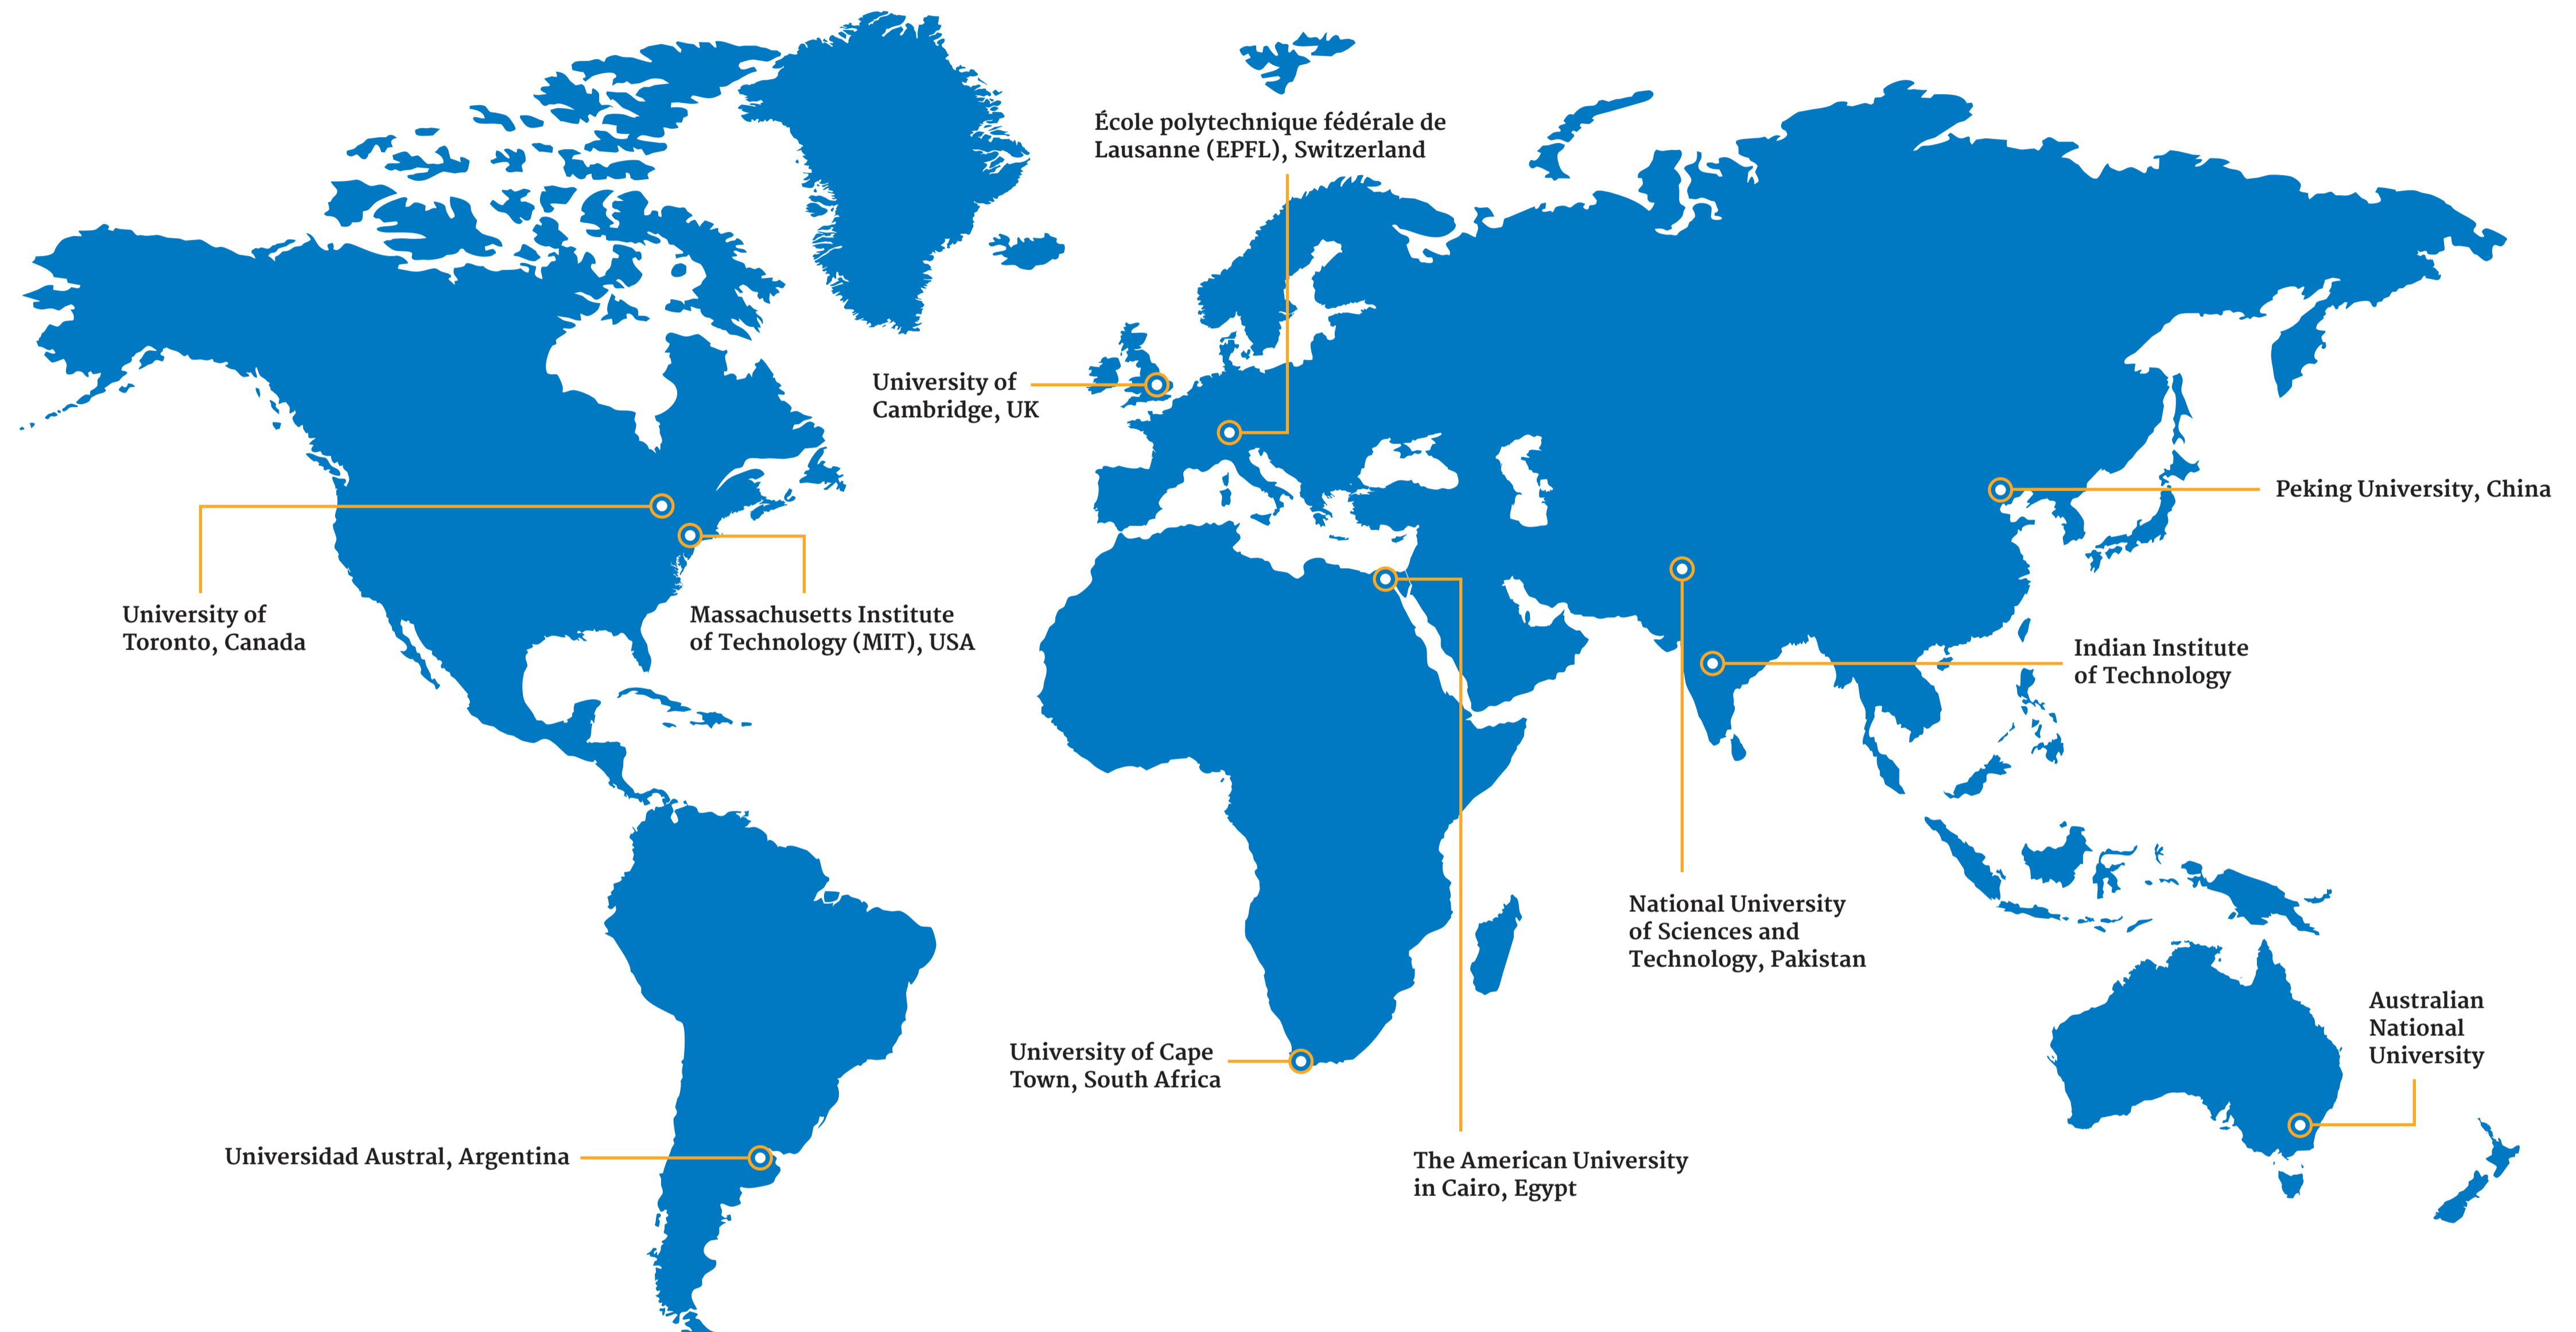 École polytechnique fédérale de
Lausanne (EPFL), Switzerland
University of
Cambridge, UK
Peking University, China
University of
Toronto, Canada
Massachusetts Institute
of Technology (MIT), USA
Indian Institute
of Technology
National University
of Sciences and
Technology, Pakistan
Australian
National
University
University of Cape
Town, South Africa
Universidad Austral, Argentina
The American University
in Cairo, Egypt